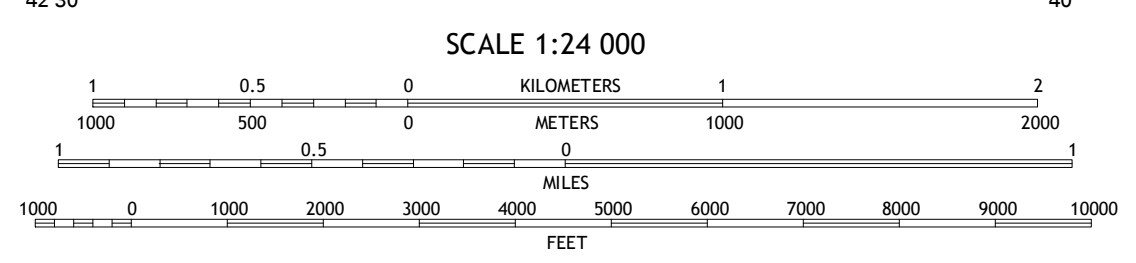 42'30" 40'
SCALE 1:24 000
1 0.5 0 KILOMETERS 1 2
1000 500 0 METERS 1000 2000
1 0.5 0 1
MILES
1000 0 1000 2000 3000 4000 5000 6000 7000 8000 9000 10000
FEET